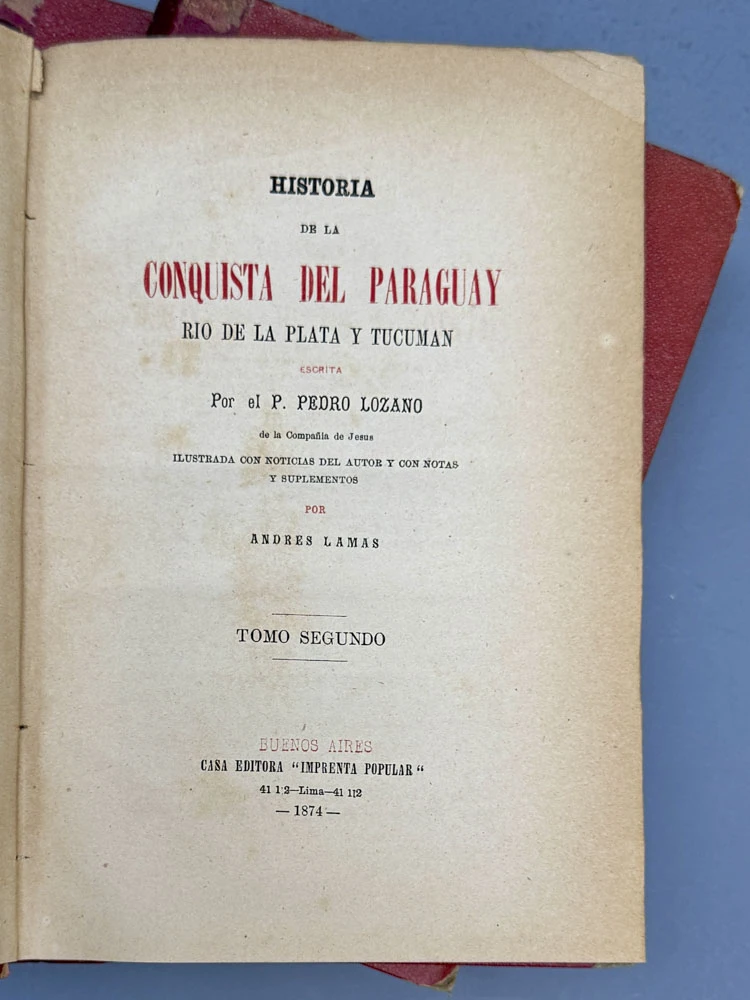 HISTORIA
DE LA
CONQUISTA DEL PARAGUAY
RIO DE LA PLATA Y TUCUMAN
ESCRITA
Por el P. PEDRO LOZANO
de la Compañia de Jesus
ILUSTRADA CON NOTICIAS DEL AUTOR Y CON NOTAS
Y SUPLEMENTOS
POR
ANDRES LAMAS
TOMO SEGUNDO
BUENOS AIRES
CASA EDITORA "IMPRENTA POPULAR"
41 1;2—Lima—41 1¡2
— 1874 —